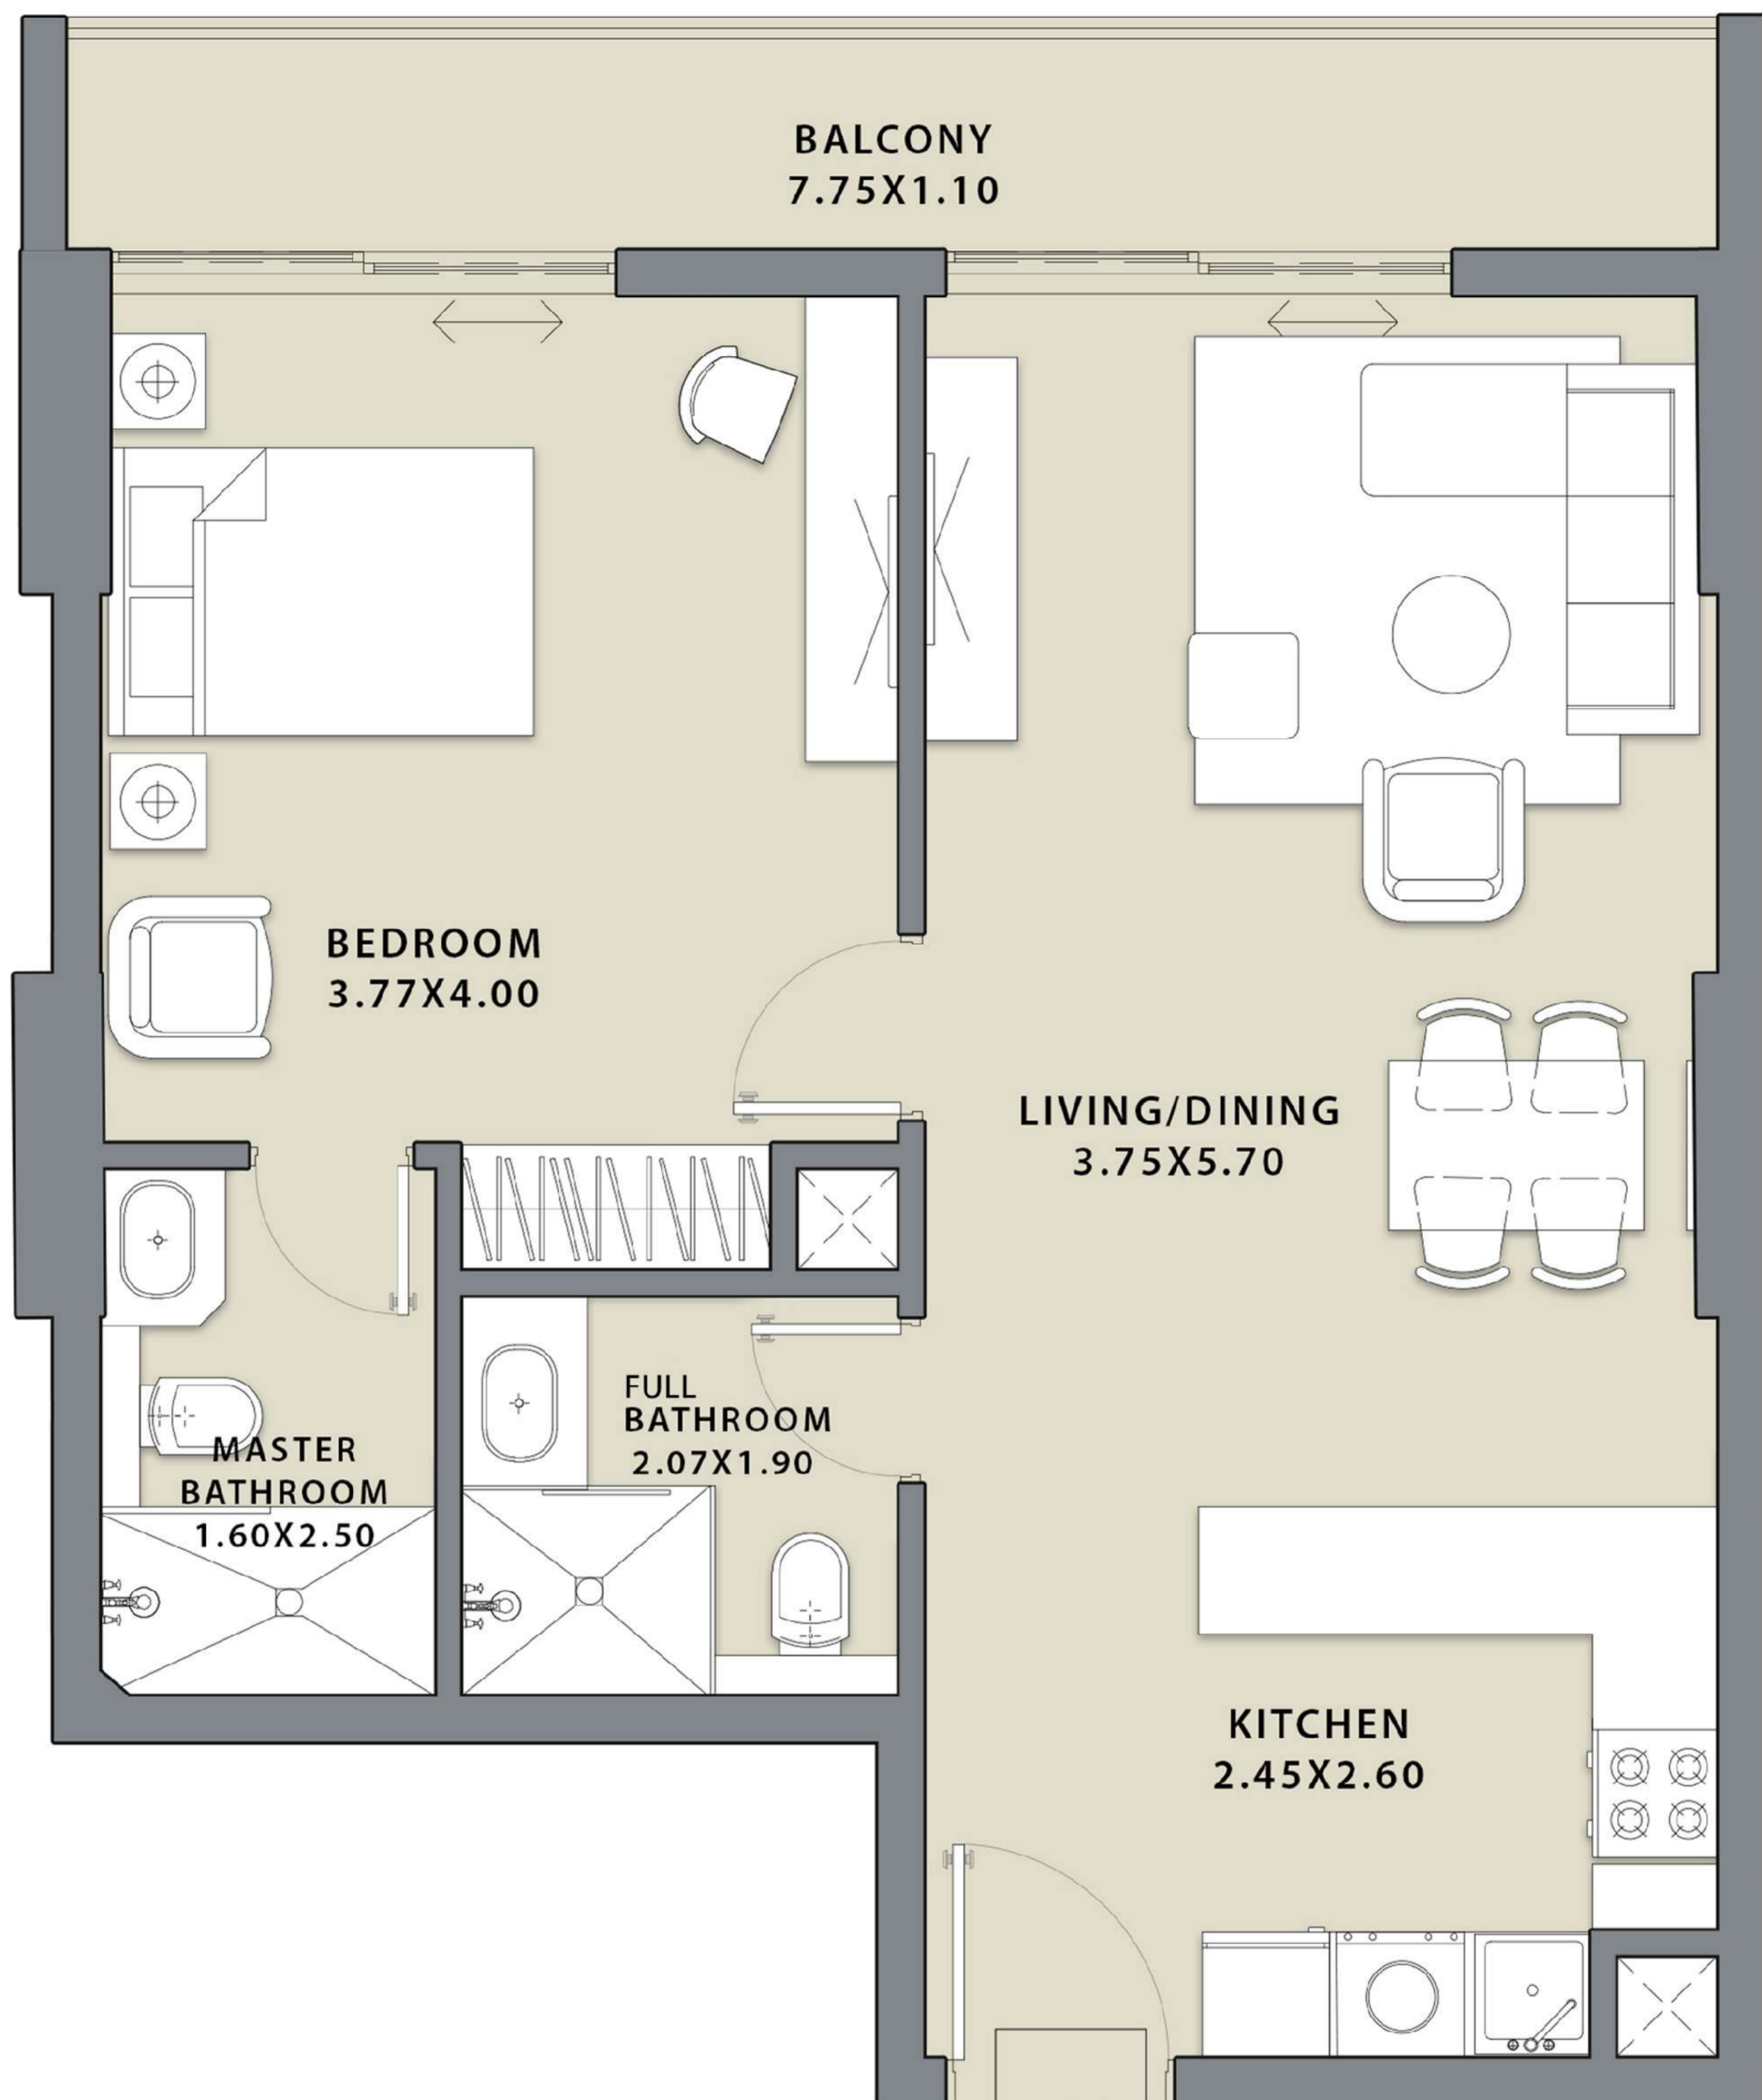 BALCONY
7.75X1.10
BEDROOM
3.77X4.00
LIVING/DINING
3.75X5.70
FULL
BATHROOM
2.07X1.90
MASTER
BATHROOM
1.60X2.50
KITCHEN
2.45X2.60